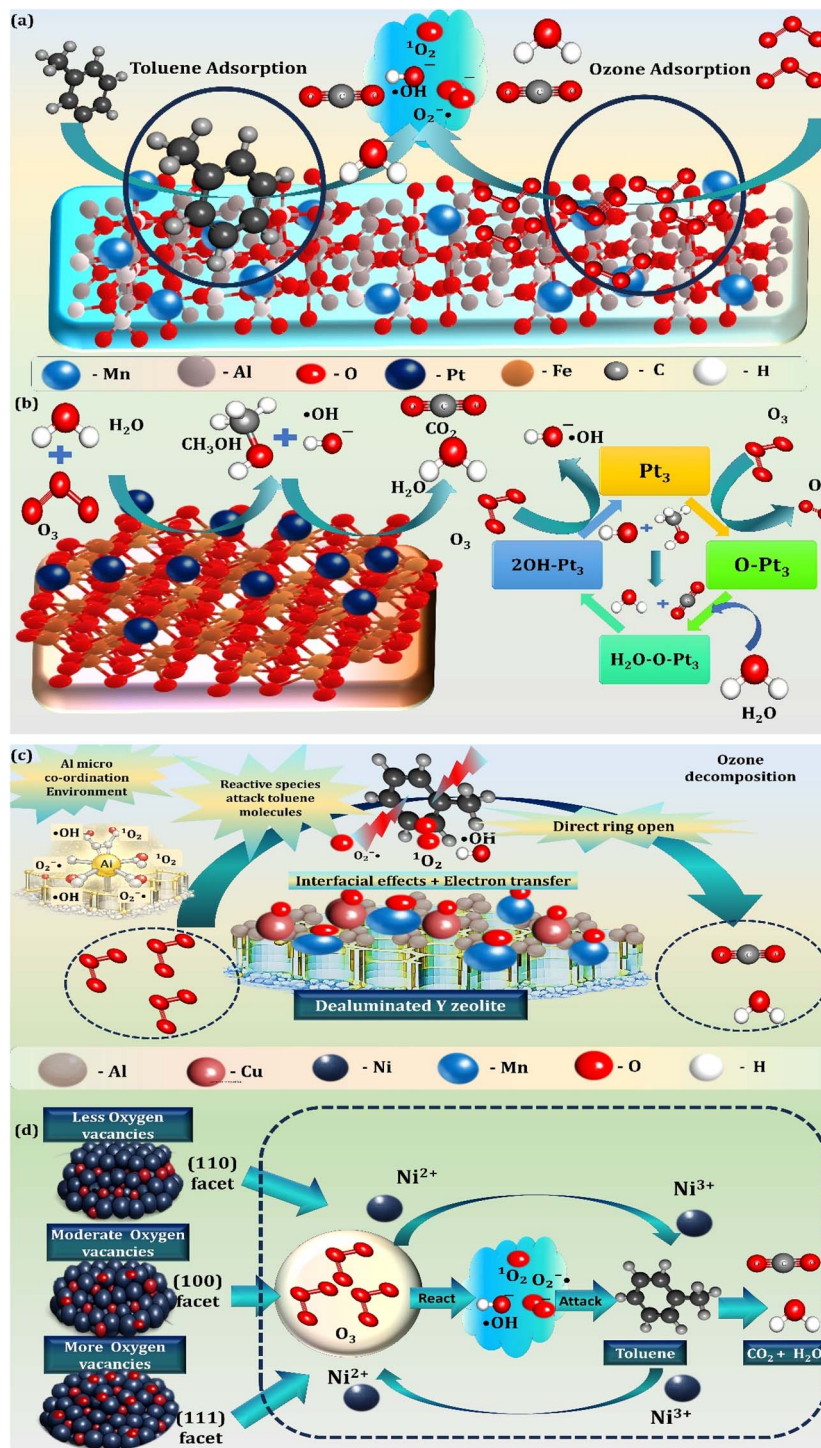 (a)
Toluene Adsorption
¹O₂
•OH
O₂⁻•
Ozone Adsorption
- Mn
- Al
- O
- Pt
- Fe
- C
- H
(b)
H₂O
O₃
CH₃OH
•OH
CO₂
H₂O
•OH
O₃
Pt₃
O₃
O
2OH-Pt₃
O-Pt₃
H₂O-O-Pt₃
H₂O
(c)
Al micro
co-ordination
Environment
Reactive species
attack toluene
molecules
Ozone
decomposition
Direct ring open
•OH
¹O₂
O₂⁻•
Al
¹O₂
•OH
O₂⁻•
O₂⁻•
¹O₂
•OH
Interfacial effects + Electron transfer
Dealuminated Y zeolite
- Al
- Cu
- Ni
- Mn
- O
- H
(d)
Less Oxygen
vacancies
(110)
facet
Moderate Oxygen
vacancies
(100)
facet
More Oxygen
vacancies
(111)
facet
Ni²⁺
Ni³⁺
O₃
React
¹O₂
O₂⁻•
•OH
Attack
Toluene
CO₂ + H₂O
Ni²⁺
Ni³⁺